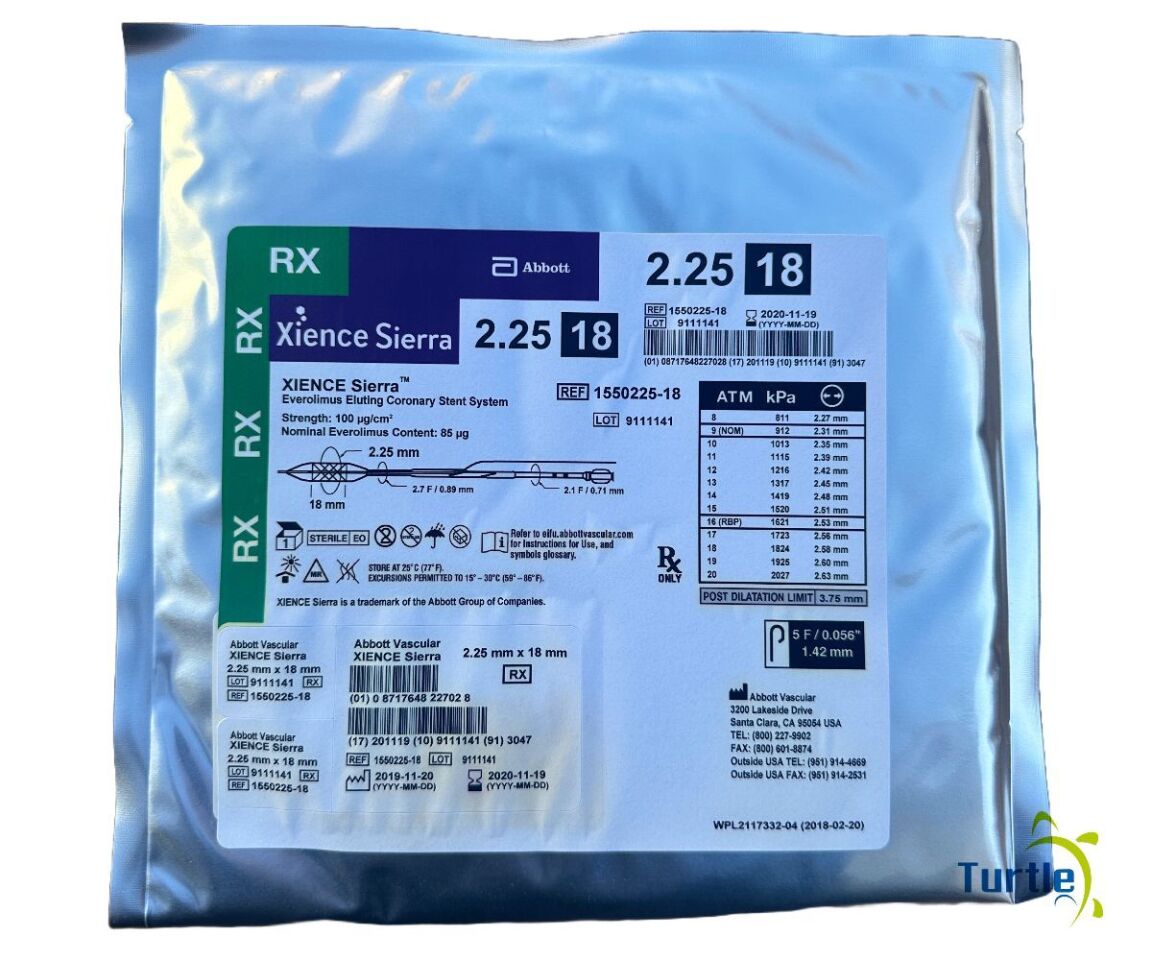 RX
Abbott
2.25 18
REF 1550225-18
LOT 9111141
2020-11-19
(YYYY-MM-DD)
(01) 08717648227028 (17) 201119 (10) 9111141 (91) 3047
RX
RX
RX
Xience Sierra 2.25 18
XIENCE Sierra™
Everolimus Eluting Coronary Stent System
Strength: 100 µg/cm²
Nominal Everolimus Content: 85 µg
REF 1550225-18
LOT 9111141
2.25 mm
2.7 F / 0.89 mm
2.1 F / 0.71 mm
18 mm
ATM kPa
8 811 2.27 mm
9 (NOM) 912 2.31 mm
10 1013 2.35 mm
11 1115 2.39 mm
12 1216 2.42 mm
13 1317 2.45 mm
14 1419 2.48 mm
15 1520 2.51 mm
16 (RBP) 1621 2.53 mm
17 1723 2.56 mm
18 1824 2.58 mm
19 1925 2.60 mm
20 2027 2.63 mm
POST DILATATION LIMIT 3.75 mm
1
STERILE EO
2
Refer to eifu.abbottvascular.com
for Instructions for Use, and
symbols glossary.
MR
STORE AT 25°C (77°F).
EXCURSIONS PERMITTED TO 15° – 30°C (59° – 86°F).
Rx
ONLY
XIENCE Sierra is a trademark of the Abbott Group of Companies.
5 F / 0.056"
1.42 mm
Abbott Vascular
XIENCE Sierra
2.25 mm x 18 mm
LOT 9111141 RX
REF 1550225-18
Abbott Vascular
XIENCE Sierra
2.25 mm x 18 mm
LOT 9111141 RX
REF 1550225-18
Abbott Vascular
XIENCE Sierra
2.25 mm x 18 mm
RX
(01) 0 8717648 22702 8
(17) 201119 (10) 9111141 (91) 3047
REF 1550225-18 LOT 9111141
2019-11-20
(YYYY-MM-DD)
2020-11-19
(YYYY-MM-DD)
Abbott Vascular
3200 Lakeside Drive
Santa Clara, CA 95054 USA
TEL: (800) 227-9902
FAX: (800) 601-8874
Outside USA TEL: (951) 914-4669
Outside USA FAX: (951) 914-2531
WPL2117332-04 (2018-02-20)
Turtle